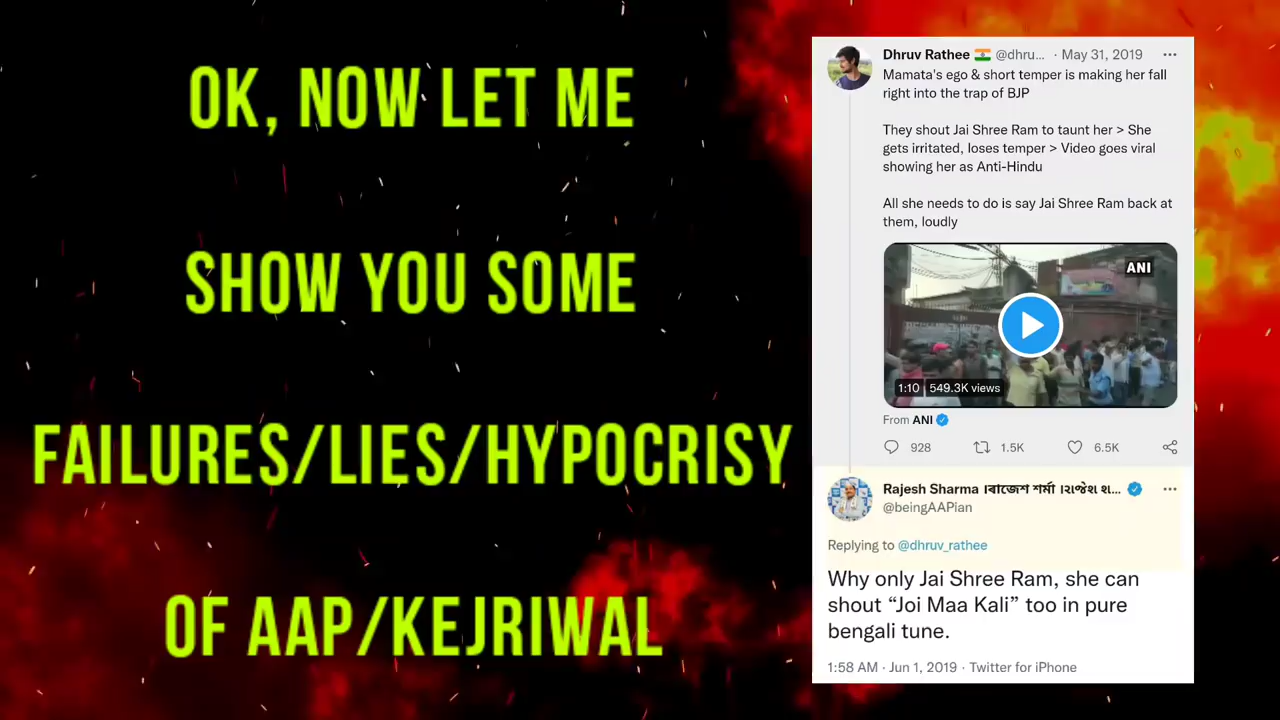 OK, NOW LET ME
SHOW YOU SOME
FAILURES/LIES/HYPOCRISY
OF AAP/KEJRIWAL
Dhruv Rathee 🇮🇳 @dhru... · May 31, 2019 ···
Mamata's ego & short temper is making her fall
right into the trap of BJP
They shout Jai Shree Ram to taunt her > She
gets irritated, loses temper > Video goes viral
showing her as Anti-Hindu
All she needs to do is say Jai Shree Ram back at
them, loudly
ANI
1:10 549.3K views
From ANI
928 1.5K 6.5K
Rajesh Sharma ।ৰাজেশ শৰ্মা ।રાજેશ શ... ···
@beingAAPian
Replying to @dhruv_rathee
Why only Jai Shree Ram, she can
shout “Joi Maa Kali” too in pure
bengali tune.
1:58 AM · Jun 1, 2019 · Twitter for iPhone